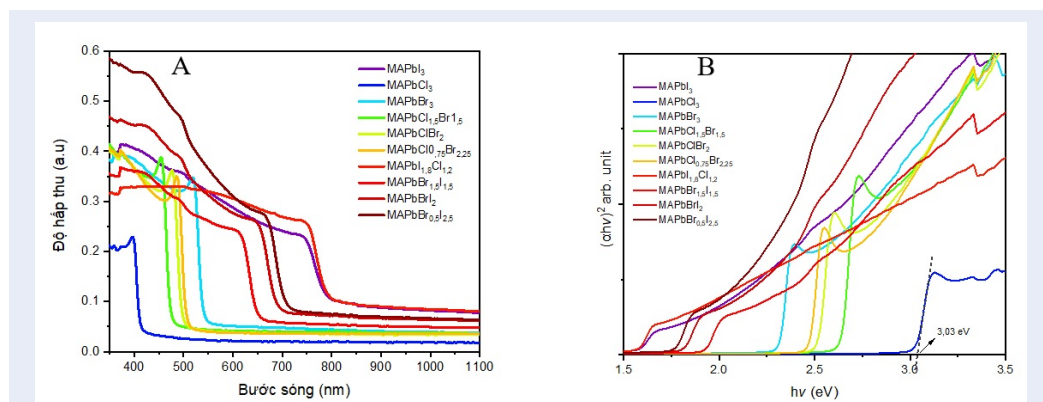 A
0.6
0.5
0.4
0.3
0.2
0.1
0.0
Độ hấp thu (a.u)
400 500 600 700 800 900 1000 1100
Bước sóng (nm)
MAPbI₃
MAPbCl₃
MAPbBr₃
MAPbCl₁,₅Br1,₅
MAPbClBr₂
MAPbCl0,₇₅Br₂,₂₅
MAPbI₁,₈Cl₁,₂
MAPbBr₁,₅I₁,₅
MAPbBrI₂
MAPbBr₀,₅I₂,₅
B
(αhν)² arb. unit
MAPbI₃
MAPbCl₃
MAPbBr₃
MAPbCl₁,₅Br₁,₅
MAPbClBr₂
MAPbCl₀,₇₅Br₂,₂₅
MAPbI₁,₈Cl₁,₂
MAPbBr₁,₅I₁,₅
MAPbBrI₂
MAPbBr₀,₅I₂,₅
3,03 eV
1.5 2.0 2.5 3.0 3.5
hν (eV)